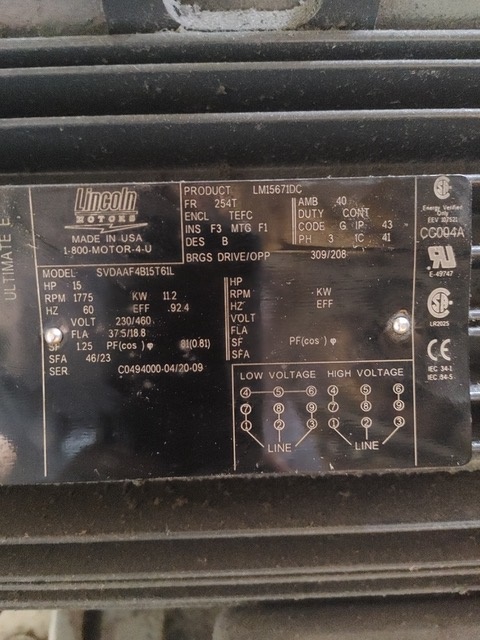 ULTIMATE E
Lincoln
MOTORS
MADE IN USA
1-800-MOTOR-4-U
PRODUCT LM15671DC
FR 254T AMB 40
ENCL TEFC DUTY CONT
INS F3 MTG F1 CODE G IP 43
DES B PH 3 IC 41
BRGS DRIVE/OPP 309/208
MODEL SVDAAF4B15T61L
HP 15
RPM 1775 KW 11.2
HZ 60 EFF .92.4
VOLT 230/460
FLA 37.5/18.8
SF 1.25 PF(cos) φ 81(0.81)
SFA 46/23
SER C0494000-04/20-09
HP
RPM KW
HZ EFF
VOLT
FLA
SF PF(cos) φ
SFA
LOW VOLTAGE HIGH VOLTAGE
4 5 6 4 5 6
7 8 9 7 8 9
1 2 3 1 2 3
LINE LINE
Energy Verified
Only
CC094A
UR
E-49747
LR2025
CE
IEC 34-1
IEC 34-5